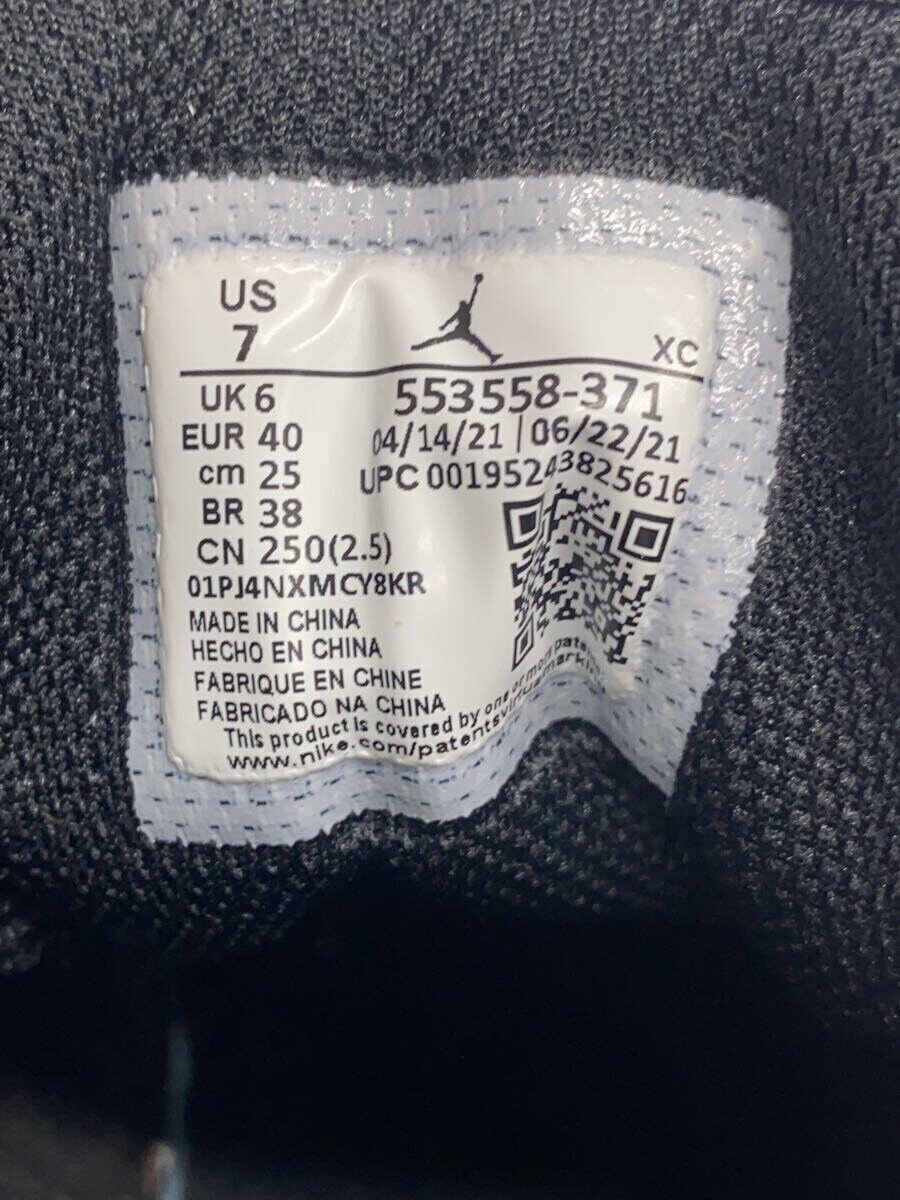 US
7
XC
UK 6
553558-371
EUR 40
04/14/21 | 06/22/21
cm 25
UPC 00195243825616
BR 38
CN 250(2.5)
01PJ4NXMCY8KR
MADE IN CHINA
HECHO EN CHINA
FABRIQUE EN CHINE
FABRICADO NA CHINA
This product is covered by one or more
www.nike.com/patents